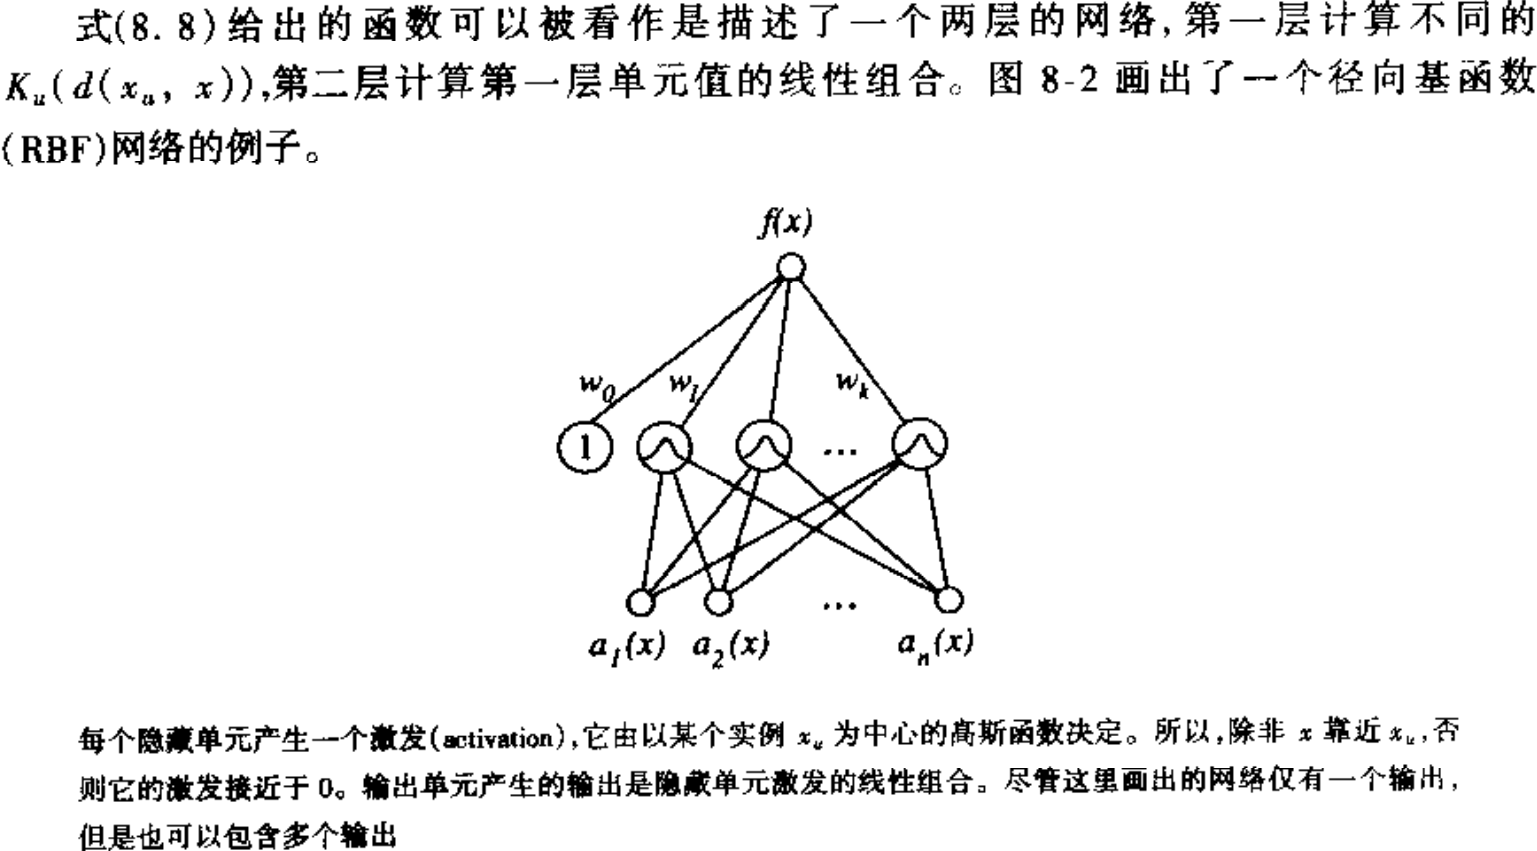 式(8.8)给出的函数可以被看作是描述了一个两层的网络,第一层计算不同的
K_u(d(x_u, x)),第二层计算第一层单元值的线性组合。图 8-2 画出了一个径向基函数
(RBF)网络的例子。
f(x)
w_0 w_1 w_k
1 ...
...
a_1(x) a_2(x) a_n(x)
每个隐藏单元产生一个激发(activation),它由以某个实例 x_u 为中心的高斯函数决定。所以,除非 x 靠近 x_u,否
则它的激发接近于 0。输出单元产生的输出是隐藏单元激发的线性组合。尽管这里画出的网络仅有一个输出,
但是也可以包含多个输出